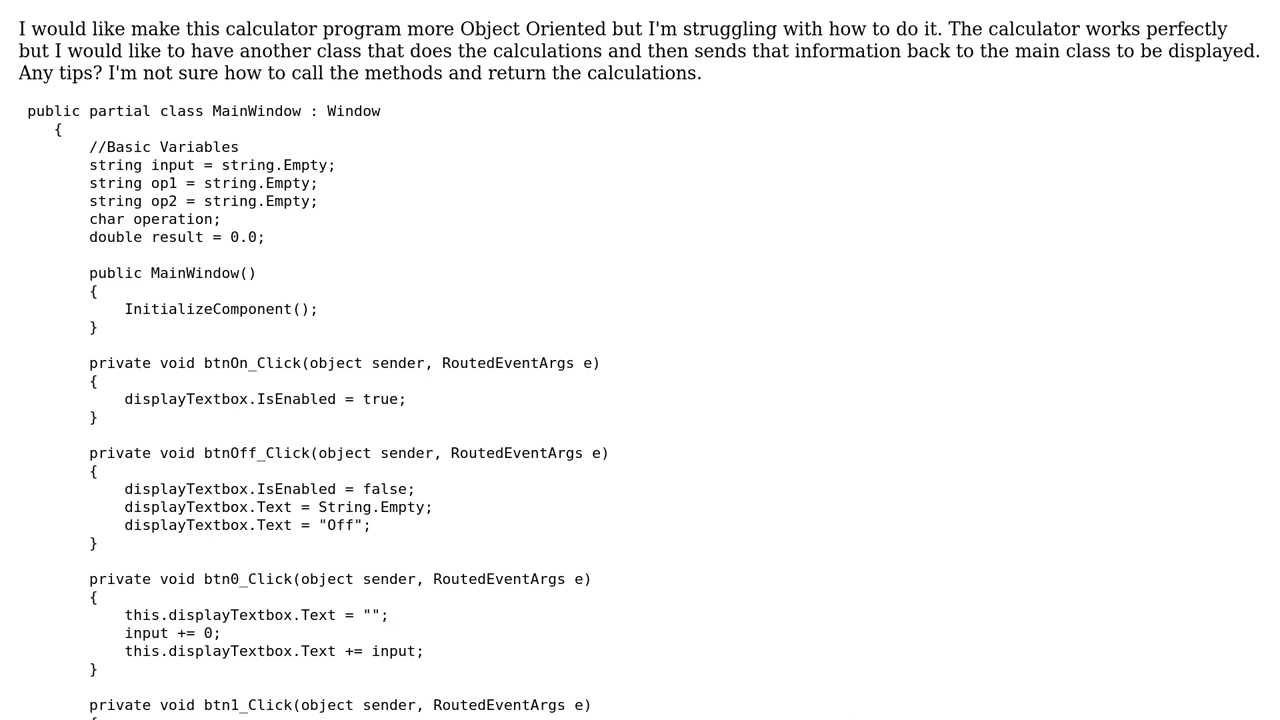 I would like make this calculator program more Object Oriented but I'm struggling with how to do it. The calculator works perfectly
but I would like to have another class that does the calculations and then sends that information back to the main class to be displayed.
Any tips? I'm not sure how to call the methods and return the calculations.
public partial class MainWindow : Window
{
//Basic Variables
string input = string.Empty;
string op1 = string.Empty;
string op2 = string.Empty;
char operation;
double result = 0.0;
public MainWindow()
{
InitializeComponent();
}
private void btnOn_Click(object sender, RoutedEventArgs e)
{
displayTextbox.IsEnabled = true;
}
private void btnOff_Click(object sender, RoutedEventArgs e)
{
displayTextbox.IsEnabled = false;
displayTextbox.Text = String.Empty;
displayTextbox.Text = "Off";
}
private void btn0_Click(object sender, RoutedEventArgs e)
{
this.displayTextbox.Text = "";
input += 0;
this.displayTextbox.Text += input;
}
private void btn1_Click(object sender, RoutedEventArgs e)
{